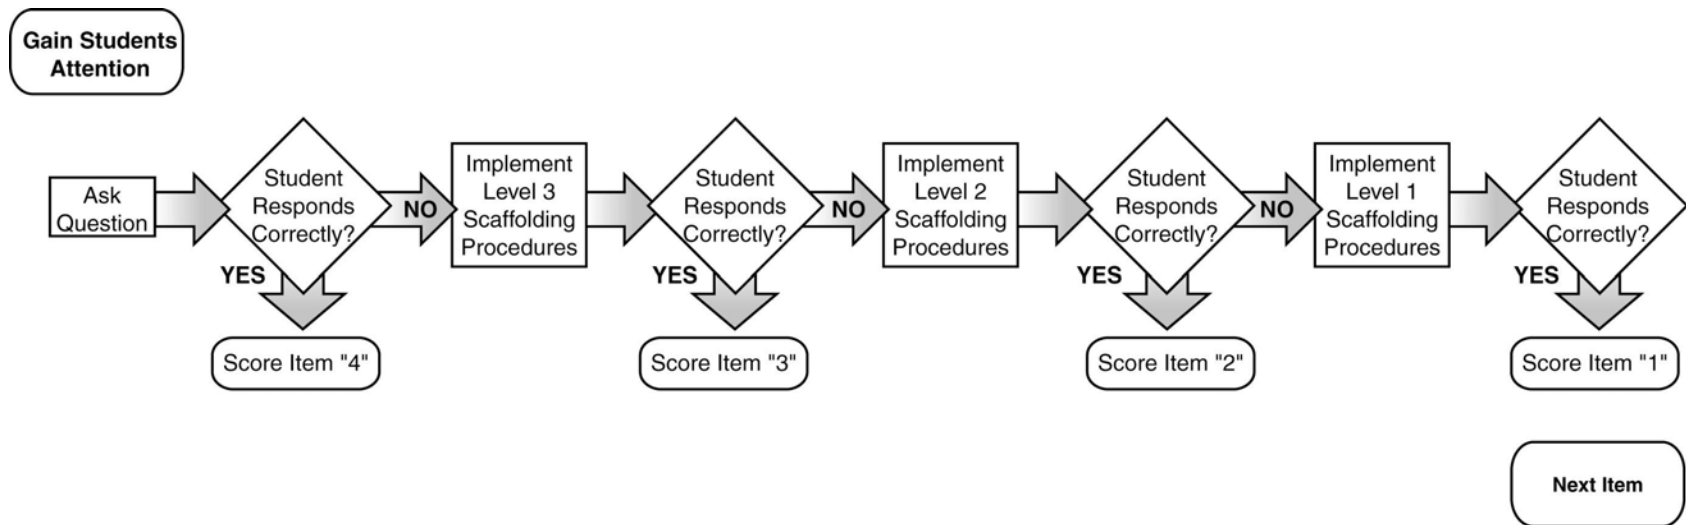 Gain Students
Attention
Ask
Question
Student
Responds
Correctly?
YES
NO
Score Item "4"
Implement
Level 3
Scaffolding
Procedures
Student
Responds
Correctly?
YES
NO
Score Item "3"
Implement
Level 2
Scaffolding
Procedures
Student
Responds
Correctly?
YES
NO
Score Item "2"
Implement
Level 1
Scaffolding
Procedures
Student
Responds
Correctly?
YES
Score Item "1"
Next Item